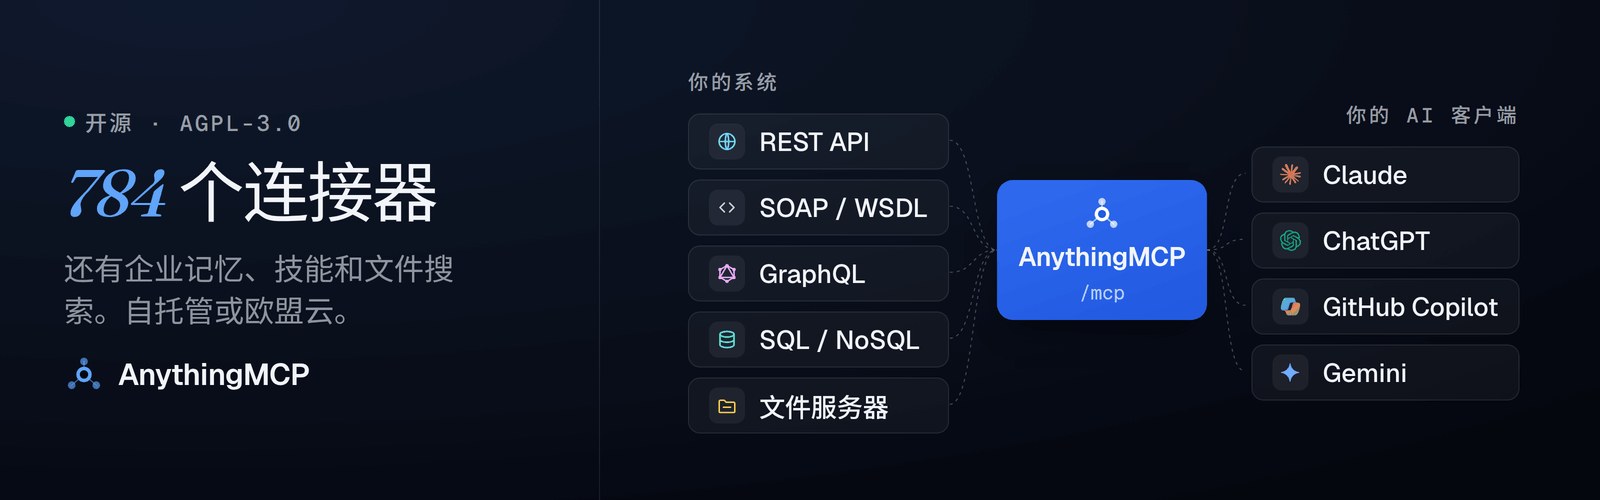 开源 · AGPL-3.0
784 个连接器
还有企业记忆、技能和文件搜
索。自托管或欧盟云。
AnythingMCP
你的系统
REST API
SOAP / WSDL
GraphQL
SQL / NoSQL
文件服务器
AnythingMCP
/mcp
你的 AI 客户端
Claude
ChatGPT
GitHub Copilot
Gemini